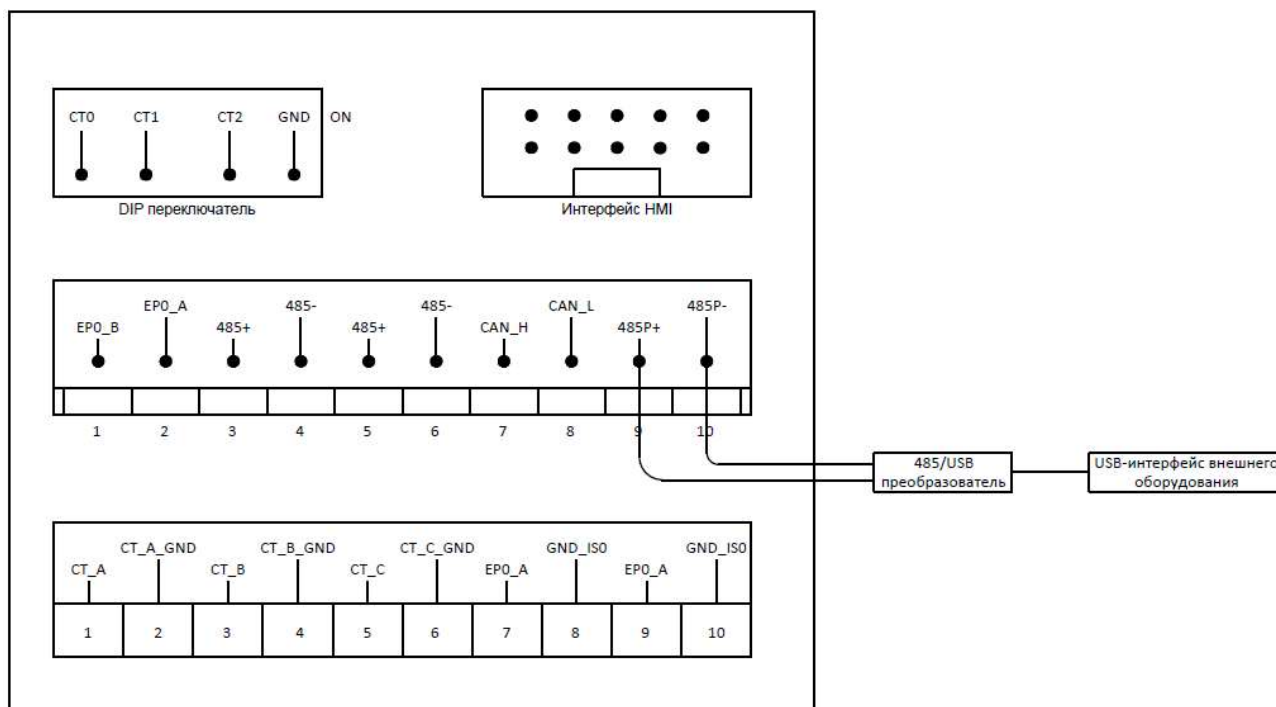 CT0 CT1 CT2 GND ON
DIP переключатель
Интерфейс HMI
EP0_A 485- 485- CAN_L 485P-
EP0_B 485+ 485+ CAN_H 485P+
1 2 3 4 5 6 7 8 9 10
485/USB
преобразователь
USB-интерфейс внешнего
оборудования
CT_A_GND CT_B_GND CT_C_GND GND_IS0 GND_IS0
CT_A CT_B CT_C EP0_A EP0_A
1 2 3 4 5 6 7 8 9 10